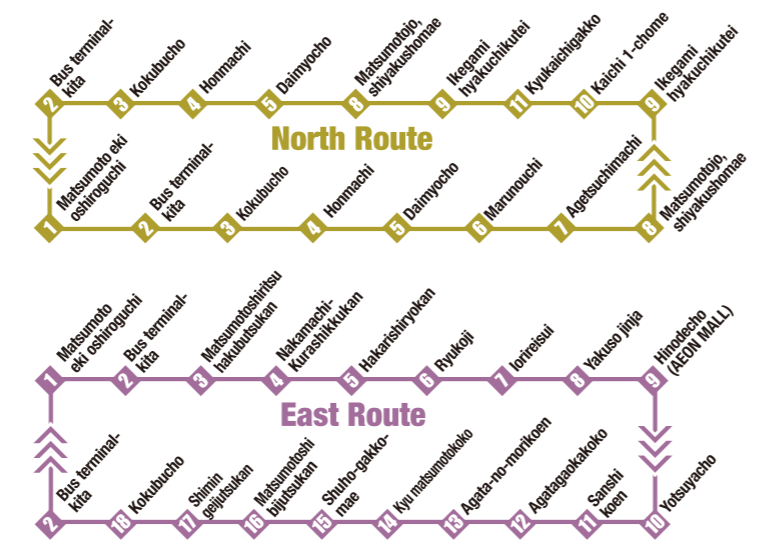 2
Bus terminal-
kita
3
Kokubucho
4
Honmachi
5
Daimyocho
8
Matsumotojo,
shiyakushomae
9
Ikegami
hyakuchikutei
11
Kyukaichigakko
10
Kaichi 1-chome
9
Ikegami
hyakuchikutei
North Route
1
Matsumoto eki
oshiroguchi
2
Bus terminal-
kita
3
Kokubucho
4
Honmachi
5
Daimyocho
6
Marunouchi
7
Agetsuchimachi
8
Matsumotojo,
shiyakushomae
1
Matsumoto
eki oshiroguchi
2
Bus terminal-
kita
3
Matsumotoshiritsu
hakubutsukan
4
Nakamachi-
Kurashikkukan
5
Hakarishiryokan
6
Ryukoji
7
Iorireisui
8
Yakuso jinja
9
Hinodecho
(AEON MALL)
East Route
2
Bus terminal-
kita
18
Kokubucho
17
Shimin
geijutsukan
16
Matsumotoshi
bijutsukan
15
Shuho-gakko-
mae
14
Kyu matsumotokoko
13
Agata-no-morikoen
12
Agatagaokakoko
11
Sanshi
koen
10
Yotsuyacho